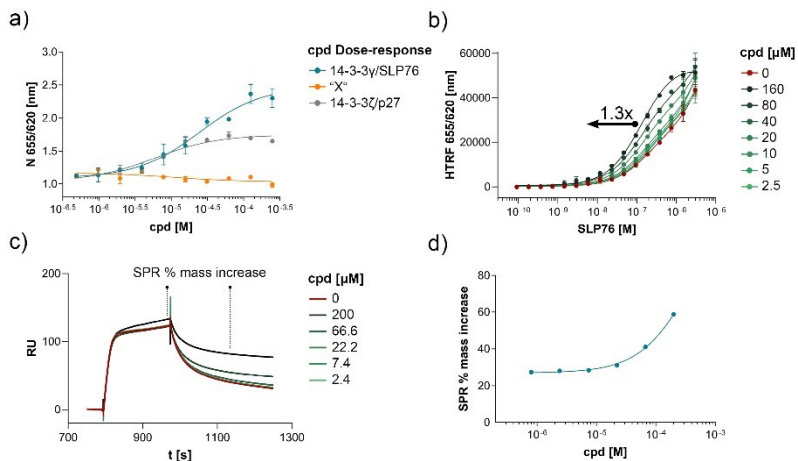 a)
N 655/620 [nm]
3.0
2.5
2.0
1.5
1.0
10-5.5
10-6
10-5.5
10-5
10-4.5
10-4
10-3.5
cpd [M]
cpd Dose-response
14-3-3γ/SLP76
"X"
14-3-3ζ/p27
b)
HTRF 655/620 [nm]
60000
40000
20000
0
1.3x
10-10
10-9
10-8
10-7
10-6
10-5
SLP76 [M]
cpd [µM]
0
160
80
40
20
10
5
2.5
c)
SPR % mass increase
RU
200
100
0
700
900
1100
1300
t [s]
cpd [µM]
0
200
66.6
22.2
7.4
2.4
d)
SPR % mass increase
80
60
40
20
0
10-6
10-5
10-4
10-3
cpd [M]